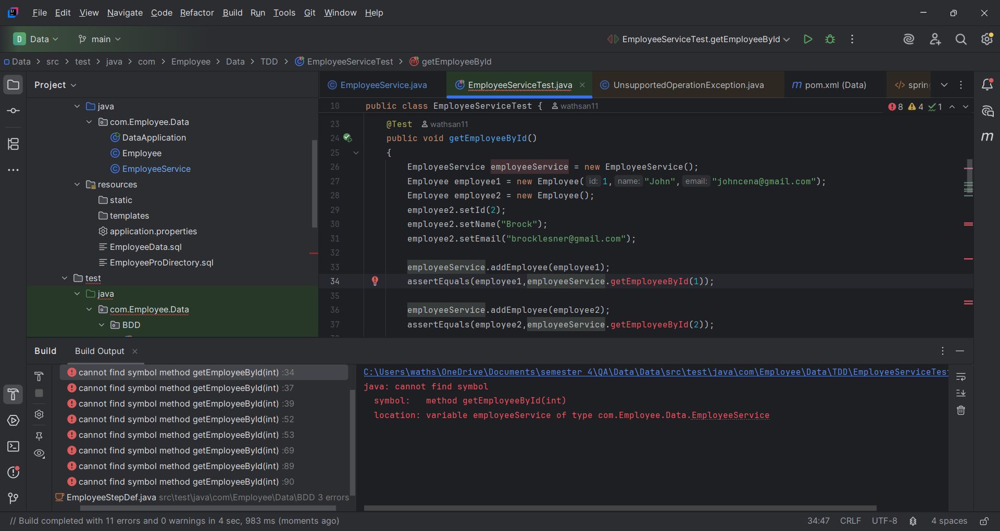 File Edit View Navigate Code Refactor Build Run Tools Git Window Help
D Data main EmployeeServiceTest.getEmployeeById
Data > src > test > java > com > Employee > Data > TDD > EmployeeServiceTest > getEmployeeById
Project
java
com.Employee.Data
DataApplication
Employee
EmployeeService
resources
static
templates
application.properties
EmployeeData.sql
EmployeeProDirectory.sql
test
java
com.Employee.Data
BDD
EmployeeService.java EmployeeServiceTest.java UnsupportedOperationException.java m pom.xml (Data) </> sprin
10 public class EmployeeServiceTest { wathsan11 8 4 1
23 @Test wathsan11
24 public void getEmployeeById()
25 {
26 EmployeeService employeeService = new EmployeeService();
27 Employee employee1 = new Employee( id: 1, name: "John", email: "johncena@gmail.com");
28 Employee employee2 = new Employee();
29 employee2.setId(2);
30 employee2.setName("Brock");
31 employee2.setEmail("brocklesner@gmail.com");
32
33 employeeService.addEmployee(employee1);
34 assertEquals(employee1,employeeService.getEmployeeById(1));
35
36 employeeService.addEmployee(employee2);
37 assertEquals(employee2,employeeService.getEmployeeById(2));
m
Build Build Output
cannot find symbol method getEmployeeById(int) :34
cannot find symbol method getEmployeeById(int) :37
cannot find symbol method getEmployeeById(int) :39
cannot find symbol method getEmployeeById(int) :52
cannot find symbol method getEmployeeById(int) :53
cannot find symbol method getEmployeeById(int) :69
cannot find symbol method getEmployeeById(int) :89
cannot find symbol method getEmployeeById(int) :90
EmployeeStepDef.java src\test\java\com\Employee\Data\BDD 3 errors
C:\Users\waths\OneDrive\Documents\semester 4\QA\Data\Data\src\test\java\com\Employee\Data\TDD\EmployeeServiceTes
java: cannot find symbol
symbol: method getEmployeeById(int)
location: variable employeeService of type com.Employee.Data.EmployeeService
// Build completed with 11 errors and 0 warnings in 4 sec, 983 ms (moments ago) 34:47 CRLF UTF-8 4 spaces